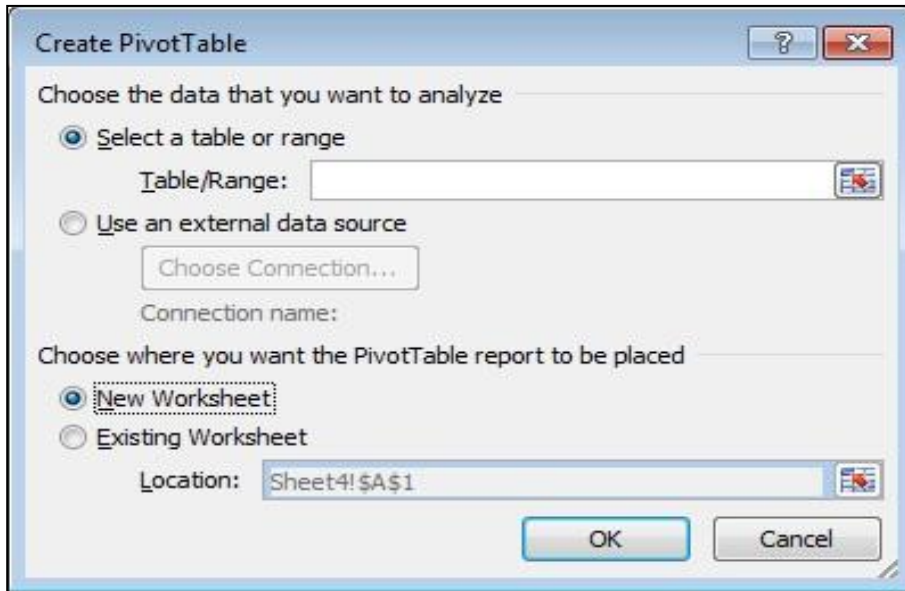 Create PivotTable
?
Choose the data that you want to analyze
Select a table or range
Table/Range:
Use an external data source
Choose Connection...
Connection name:
Choose where you want the PivotTable report to be placed
New Worksheet
Existing Worksheet
Location: Sheet4!$A$1
OK Cancel